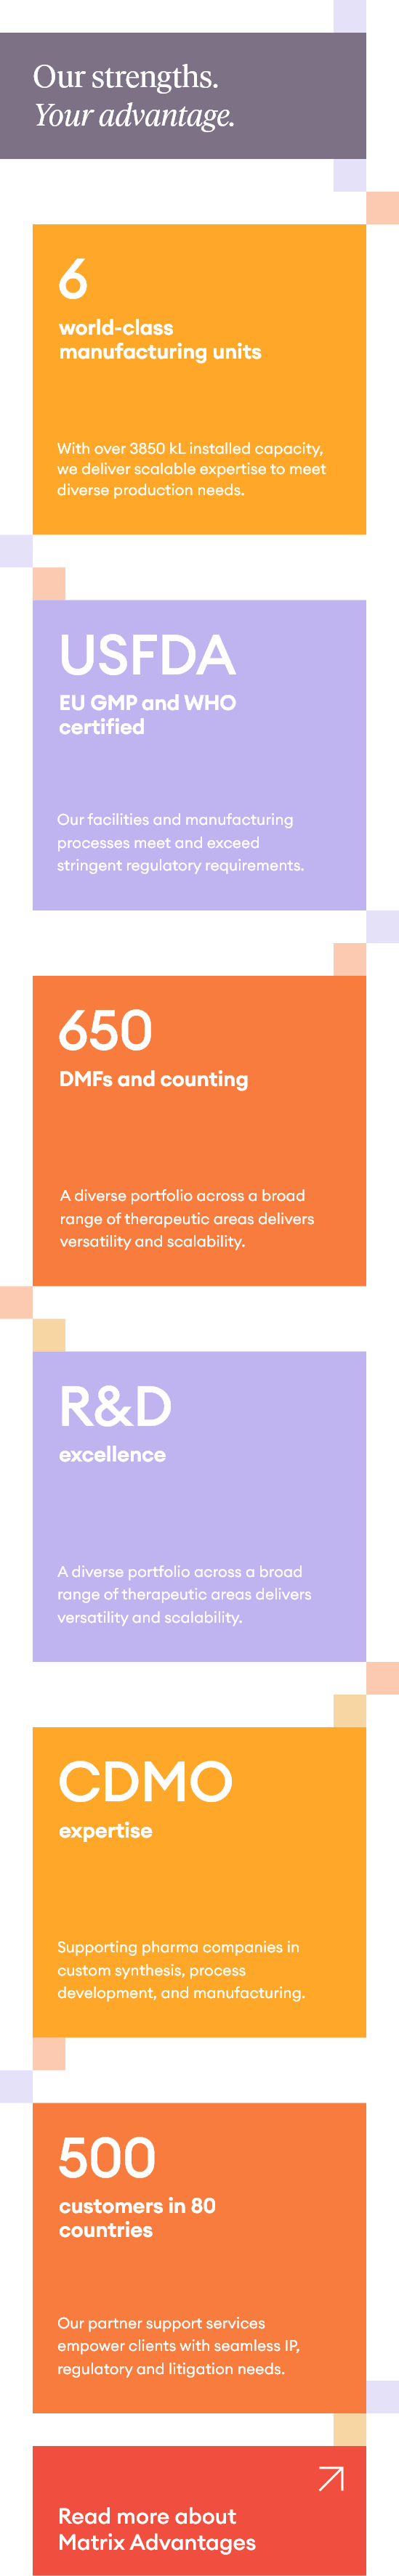 Our strengths.
Your advantage.
6
world-class
manufacturing units
With over 3850 kL installed capacity,
we deliver scalable expertise to meet
diverse production needs.
USFDA
EU GMP and WHO
certified
Our facilities and manufacturing
processes meet and exceed
stringent regulatory requirements.
650
DMFs and counting
A diverse portfolio across a broad
range of therapeutic areas delivers
versatility and scalability.
R&D
excellence
A diverse portfolio across a broad
range of therapeutic areas delivers
versatility and scalability.
CDMO
expertise
Supporting pharma companies in
custom synthesis, process
development, and manufacturing.
500
customers in 80
countries
Our partner support services
empower clients with seamless IP,
regulatory and litigation needs.
Read more about
Matrix Advantages